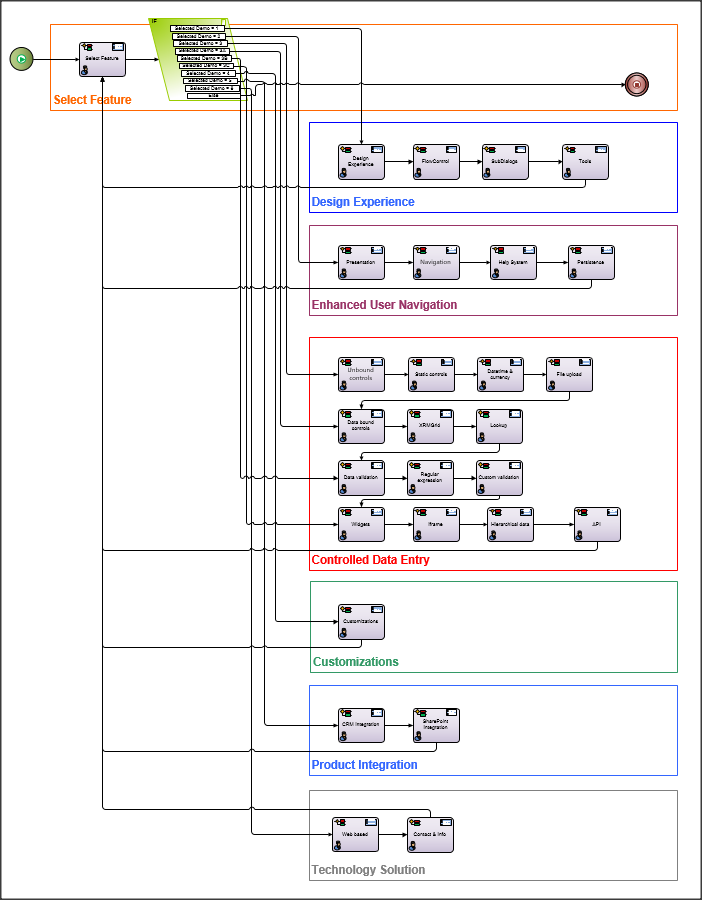 IF
Selected Demo = 1
Selected Demo = 2
Selected Demo = 3
Selected Demo = 3A
Selected Demo = 3B
Selected Demo = 3C
Selected Demo = 4
Selected Demo = 5
Selected Demo = 6
Else
Select Feature
Select Feature
Design
Experience
FlowControl
SubDialogs
Tools
Design Experience
Presentation
Navigation
Help System
Persistence
Enhanced User Navigation
Unbound
controls
Static controls
Datetime &
currency
File upload
Data bound
controls
XRMGrid
Lookup
Data validation
Regular
expression
Custom validation
Widgets
Iframe
Hierarchical data
API
Controlled Data Entry
Customizations
Customizations
CRM Integration
SharePoint
Integration
Product Integration
Web based
Contact & Info
Technology Solution